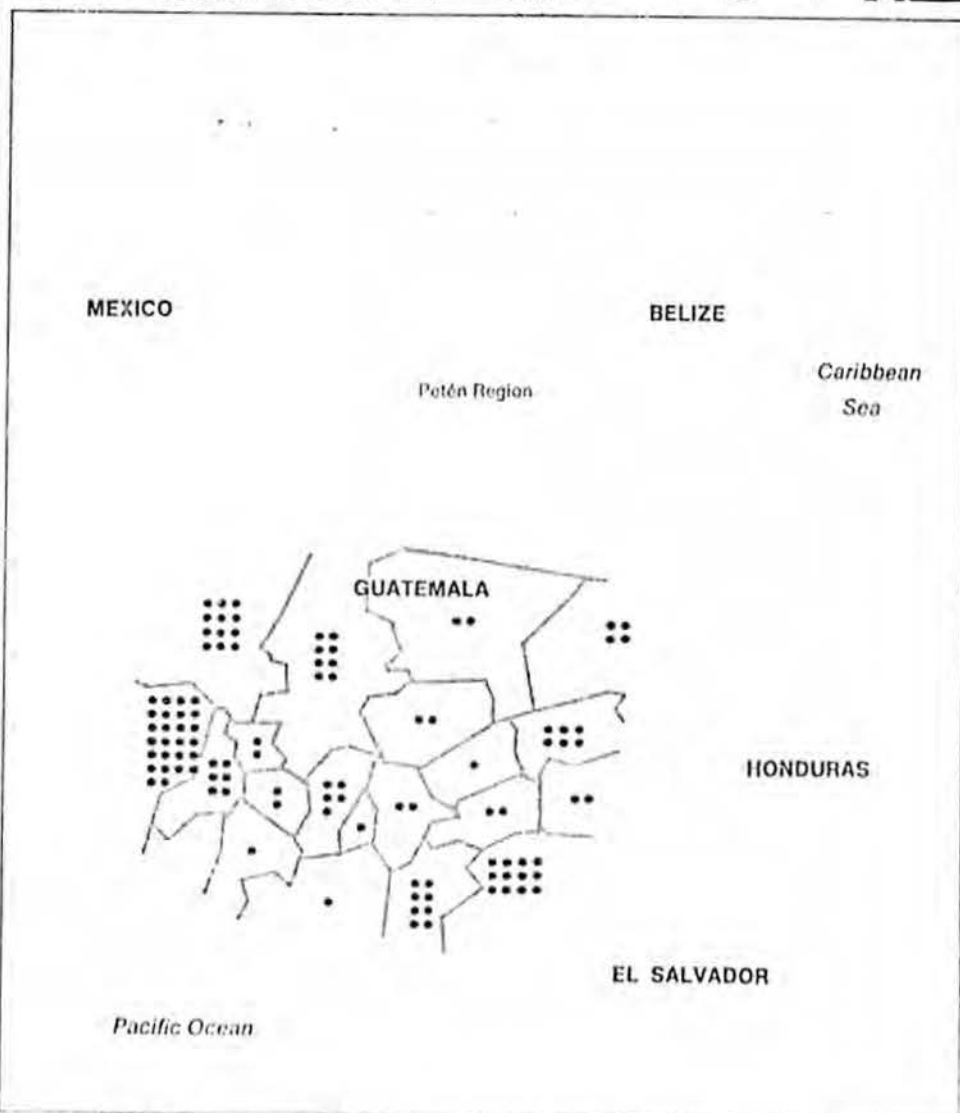 MEXICO
BELIZE
Caribbean
Sea
Petén Region
GUATEMALA
HONDURAS
EL SALVADOR
Pacific Ocean